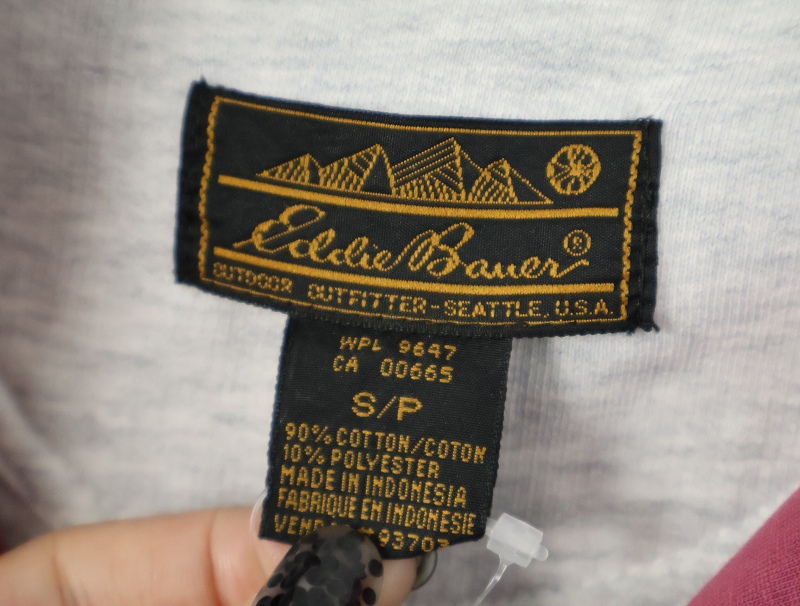 Eddie Bauer®
OUTDOOR OUTFITTER-SEATTLE, U.S.A.
WPL 9647
CA 00665
S/P
90% COTTON/COTON
10% POLYESTER
MADE IN INDONESIA
FABRIQUE EN INDONESIE